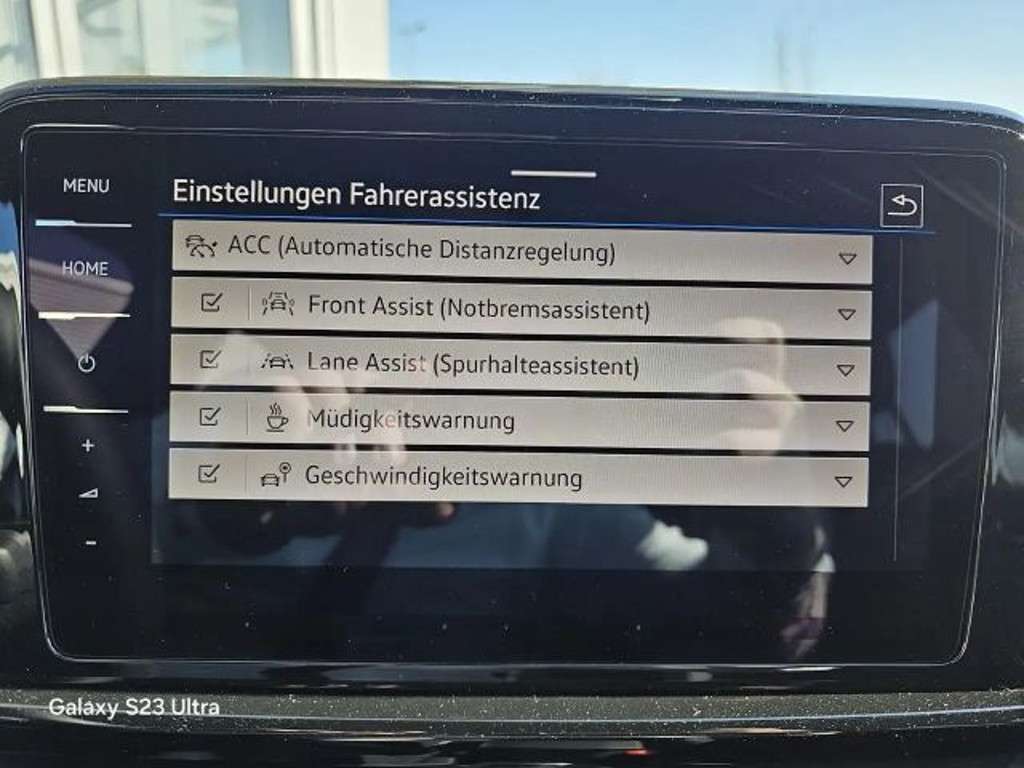 MENU
Einstellungen Fahrerassistenz
ACC (Automatische Distanzregelung)
HOME
Front Assist (Notbremsassistent)
Lane Assist (Spurhalteassistent)
Müdigkeitswarnung
+
Geschwindigkeitswarnung
-
Galaxy S23 Ultra